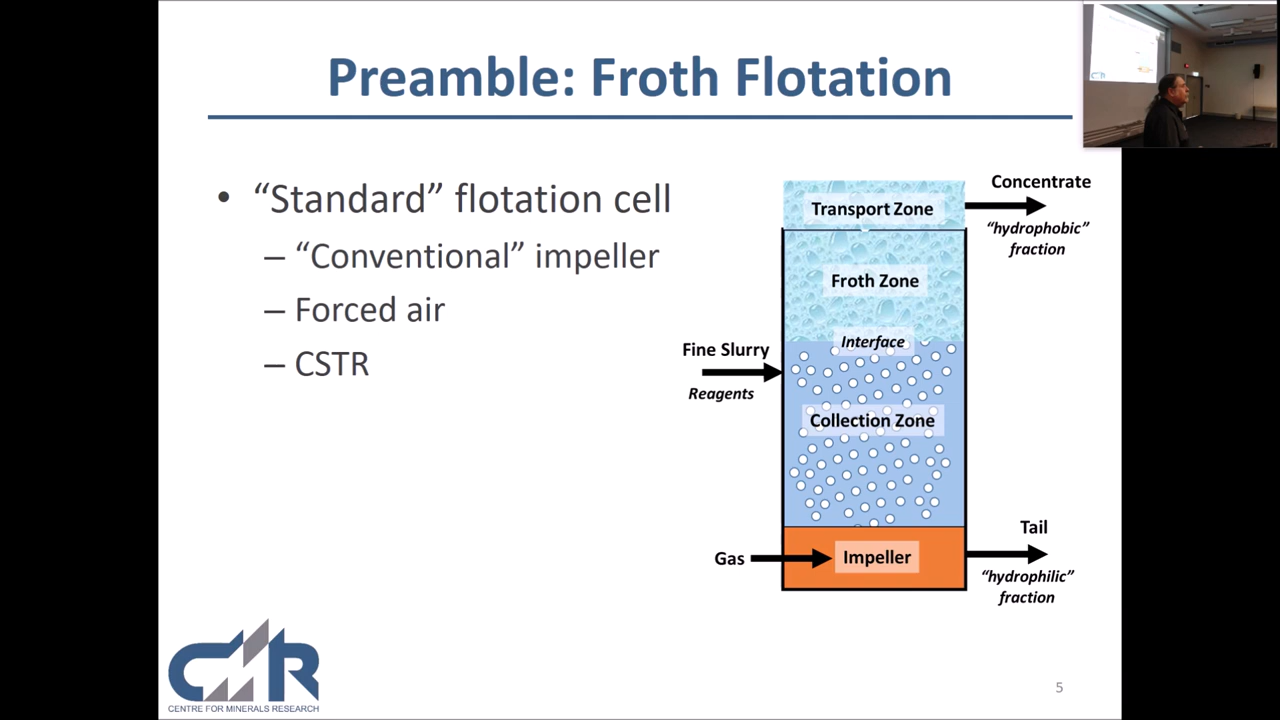 Preamble: Froth Flotation
• “Standard” flotation cell
– “Conventional” impeller
– Forced air
– CSTR
Concentrate
“hydrophobic”
fraction
Transport Zone
Froth Zone
Interface
Fine Slurry
Reagents
Collection Zone
Gas
Impeller
Tail
“hydrophilic”
fraction
CMR
CENTRE FOR MINERALS RESEARCH
5